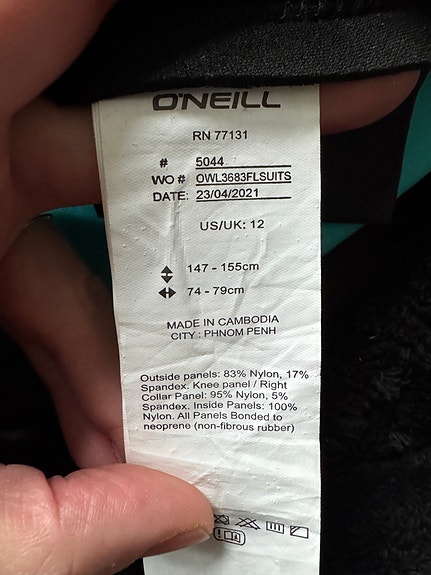 O'NEILL
RN 77131
# 5044
WO # OWL3683FLSUITS
DATE: 23/04/2021
US/UK: 12
147 - 155cm
74 - 79cm
MADE IN CAMBODIA
CITY : PHNOM PENH
Outside panels: 83% Nylon, 17%
Spandex. Knee panel / Right
Collar Panel: 95% Nylon, 5%
Spandex. Inside Panels: 100%
Nylon. All Panels Bonded to
neoprene (non-fibrous rubber)